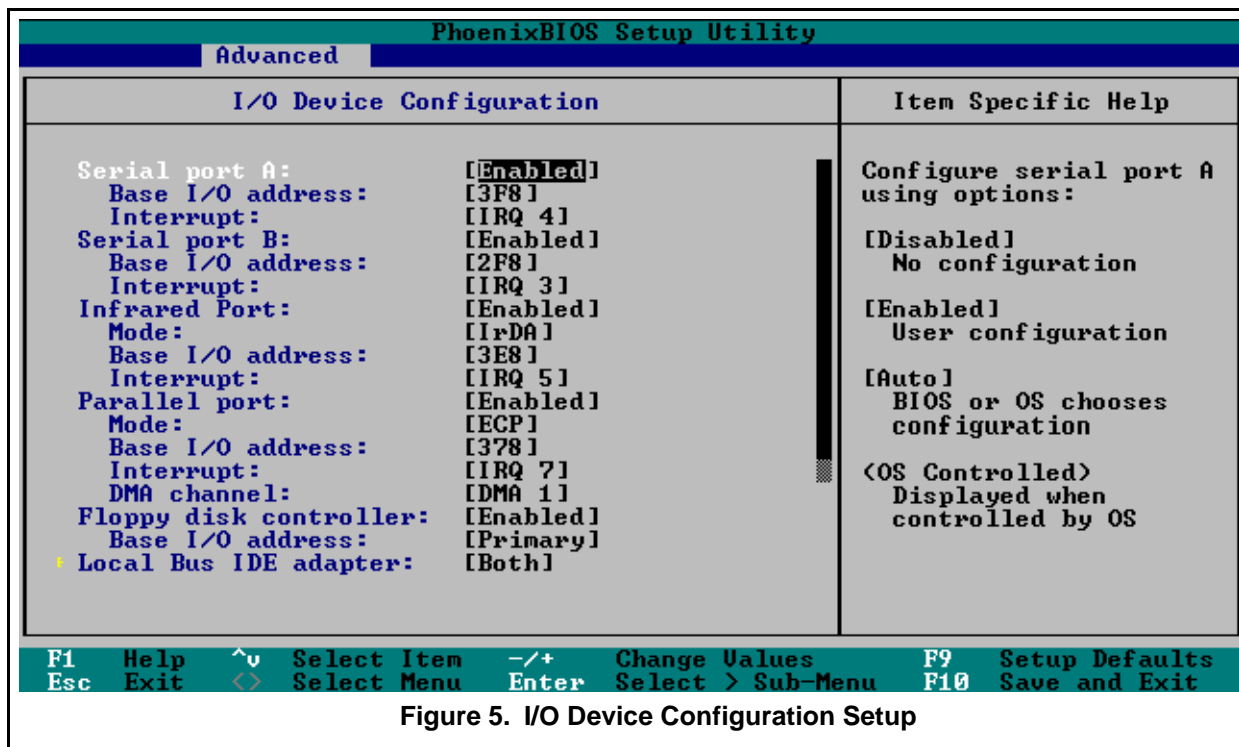 PhoenixBIOS Setup Utility
Advanced
I/O Device Configuration
Serial port A: [Enabled]
Base I/O address: [3F8]
Interrupt: [IRQ 4]
Serial port B: [Enabled]
Base I/O address: [2F8]
Interrupt: [IRQ 3]
Infrared Port: [Enabled]
Mode: [IrDA]
Base I/O address: [3E8]
Interrupt: [IRQ 5]
Parallel port: [Enabled]
Mode: [ECP]
Base I/O address: [378]
Interrupt: [IRQ 7]
DMA channel: [DMA 1]
Floppy disk controller: [Enabled]
Base I/O address: [Primary]
Local Bus IDE adapter: [Both]
Item Specific Help
Configure serial port A
using options:
[Disabled]
No configuration
[Enabled]
User configuration
[Auto]
BIOS or OS chooses
configuration
<OS Controlled>
Displayed when
controlled by OS
F1 Help ^v Select Item -/+ Change Values F9 Setup Defaults
Esc Exit <> Select Menu Enter Select > Sub-Menu F10 Save and Exit
Figure 5. I/O Device Configuration Setup